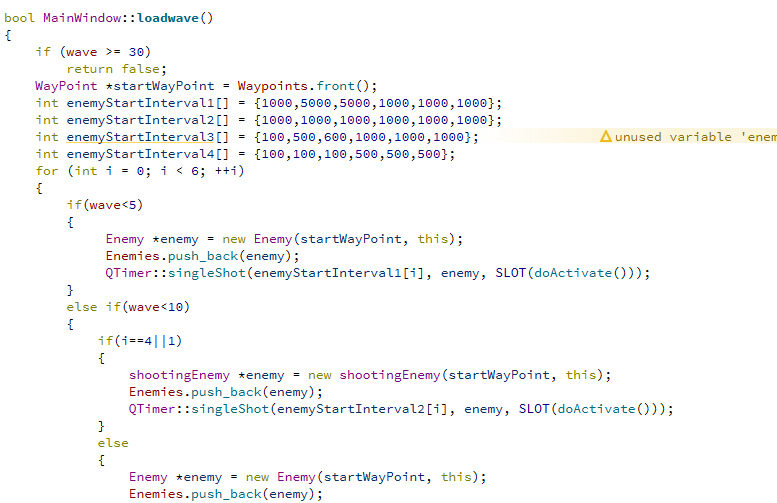 bool MainWindow::loadwave()
{
if (wave >= 30)
return false;
WayPoint *startWayPoint = Waypoints.front();
int enemyStartInterval1[] = {1000,5000,5000,1000,1000,1000};
int enemyStartInterval2[] = {1000,1000,1000,1000,1000,1000};
int enemyStartInterval3[] = {100,500,600,1000,1000,1000}; unused variable 'enem
int enemyStartInterval4[] = {100,100,100,500,500,500};
for (int i = 0; i < 6; ++i)
{
if(wave<5)
{
Enemy *enemy = new Enemy(startWayPoint, this);
Enemies.push_back(enemy);
QTimer::singleShot(enemyStartInterval1[i], enemy, SLOT(doActivate()));
}
else if(wave<10)
{
if(i==4||1)
{
shootingEnemy *enemy = new shootingEnemy(startWayPoint, this);
Enemies.push_back(enemy);
QTimer::singleShot(enemyStartInterval2[i], enemy, SLOT(doActivate()));
}
else
{
Enemy *enemy = new Enemy(startWayPoint, this);
Enemies.push_back(enemy);